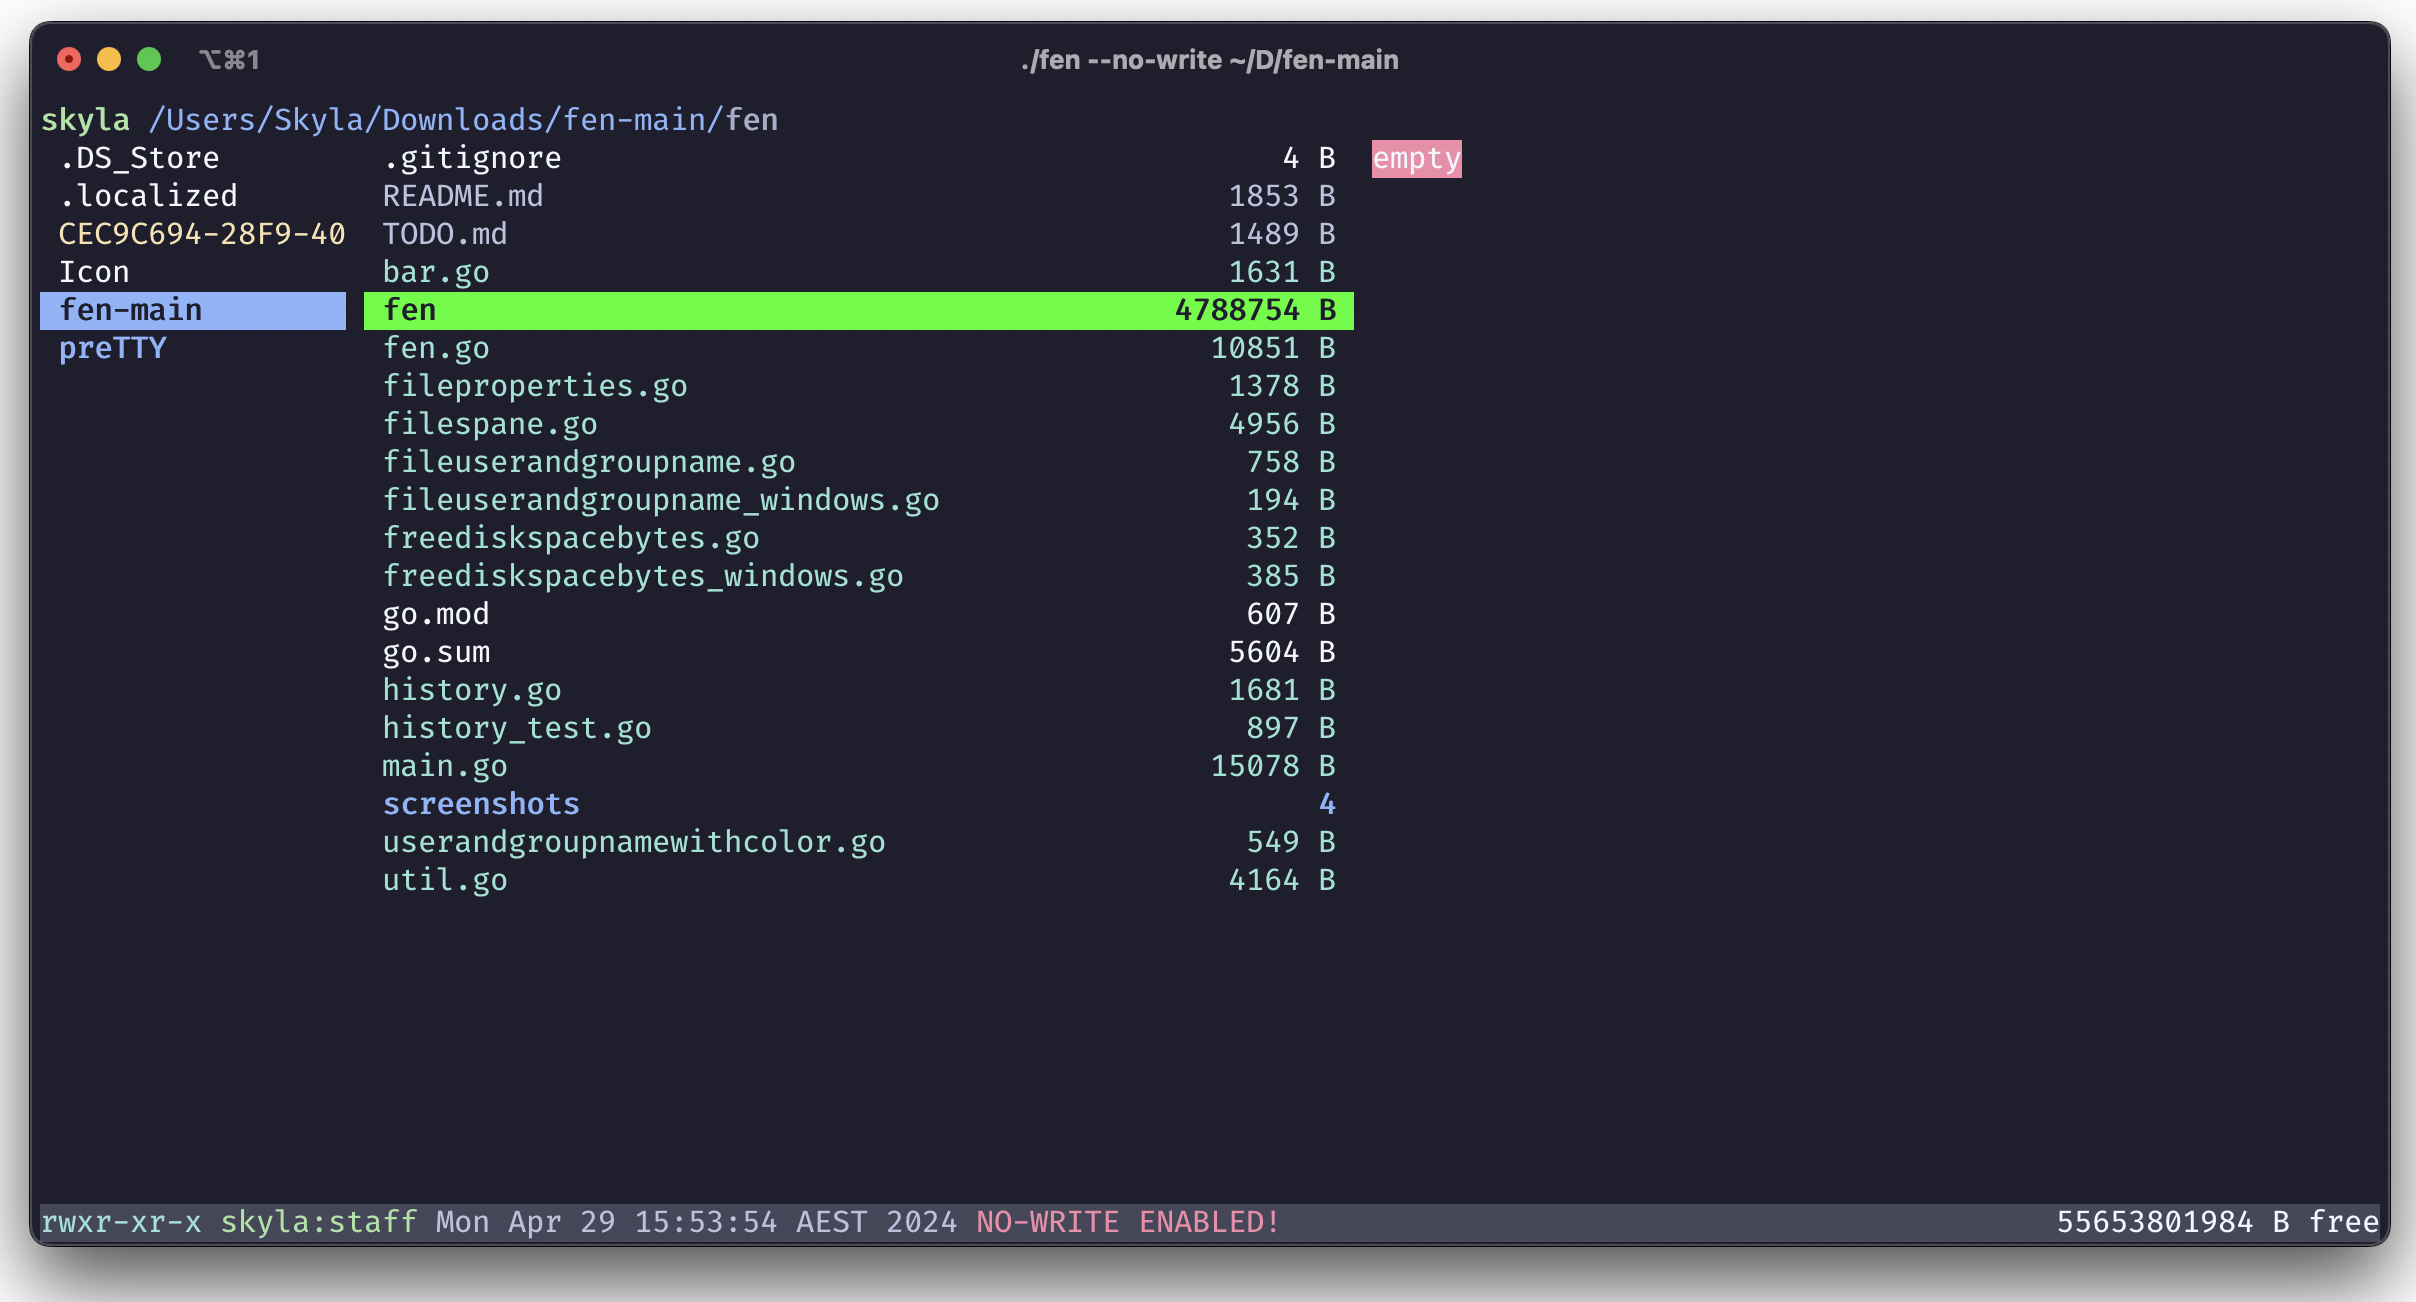 ⌥⌘1 ./fen --no-write ~/D/fen-main
skyla /Users/Skyla/Downloads/fen-main/fen
.DS_Store .gitignore 4 B empty
.localized README.md 1853 B
CEC9C694-28F9-40 TODO.md 1489 B
Icon bar.go 1631 B
fen-main fen 4788754 B
preTTY fen.go 10851 B
fileproperties.go 1378 B
filespane.go 4956 B
fileuserandgroupname.go 758 B
fileuserandgroupname_windows.go 194 B
freediskspacebytes.go 352 B
freediskspacebytes_windows.go 385 B
go.mod 607 B
go.sum 5604 B
history.go 1681 B
history_test.go 897 B
main.go 15078 B
screenshots 4
userandgroupnamewithcolor.go 549 B
util.go 4164 B
rwxr-xr-x skyla:staff Mon Apr 29 15:53:54 AEST 2024 NO-WRITE ENABLED! 55653801984 B free